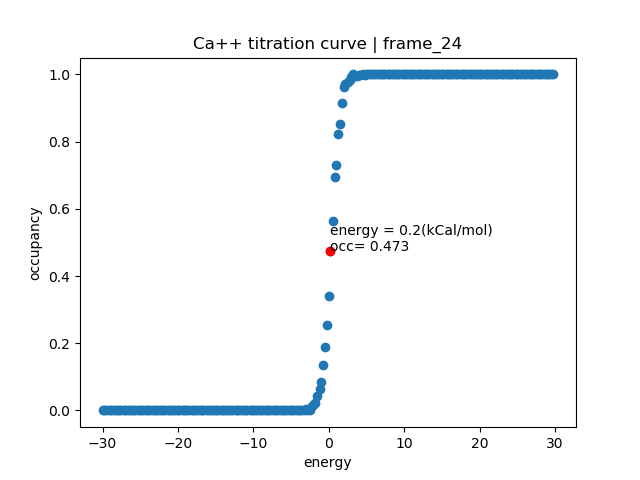 Ca++ titration curve | frame_24
1.0
0.8
0.6
0.4
0.2
0.0
occupancy
energy = 0.2(kCal/mol)
occ= 0.473
−30
−20
−10
0
10
20
30
energy